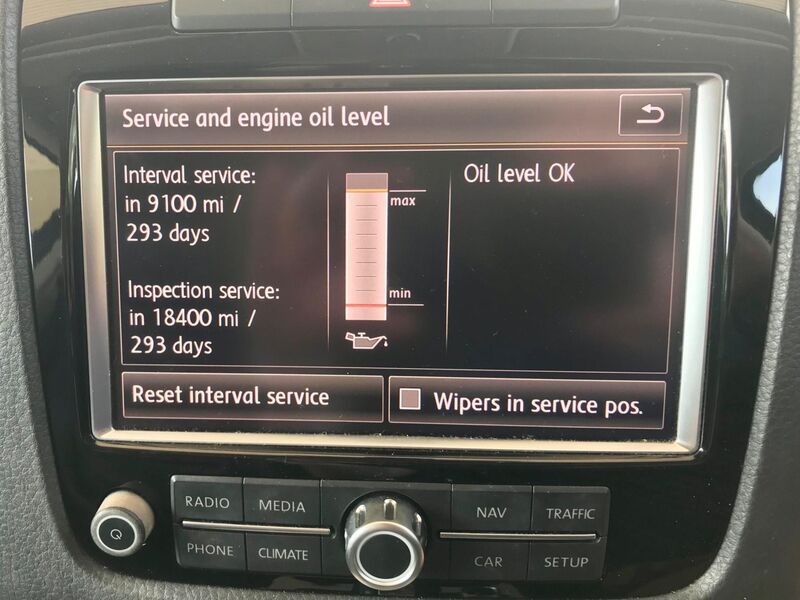 Service and engine oil level
Interval service:
in 9100 mi /
293 days
Inspection service:
in 18400 mi /
293 days
max
min
Oil level OK
Reset interval service
Wipers in service pos.
RADIO
MEDIA
NAV
TRAFFIC
PHONE
CLIMATE
CAR
SETUP